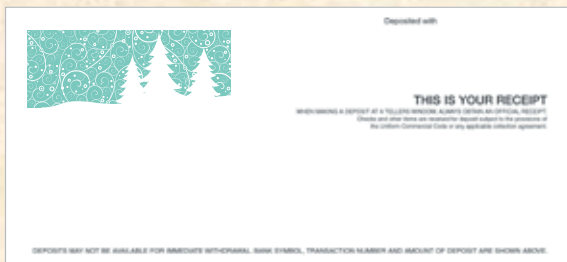 Deposited with
THIS IS YOUR RECEIPT
WHEN MAKING A DEPOSIT AT A TELLERS WINDOW ALWAYS OBTAIN AN OFFICIAL RECEIPT.
Checks and other items are received for deposit subject to the provisions of
the Uniform Commercial Code or any applicable collection agreement.
DEPOSITS MAY NOT BE AVAILABLE FOR IMMEDIATE WITHDRAWAL. BANK SYMBOL, TRANSACTION NUMBER AND AMOUNT OF DEPOSIT ARE SHOWN ABOVE.